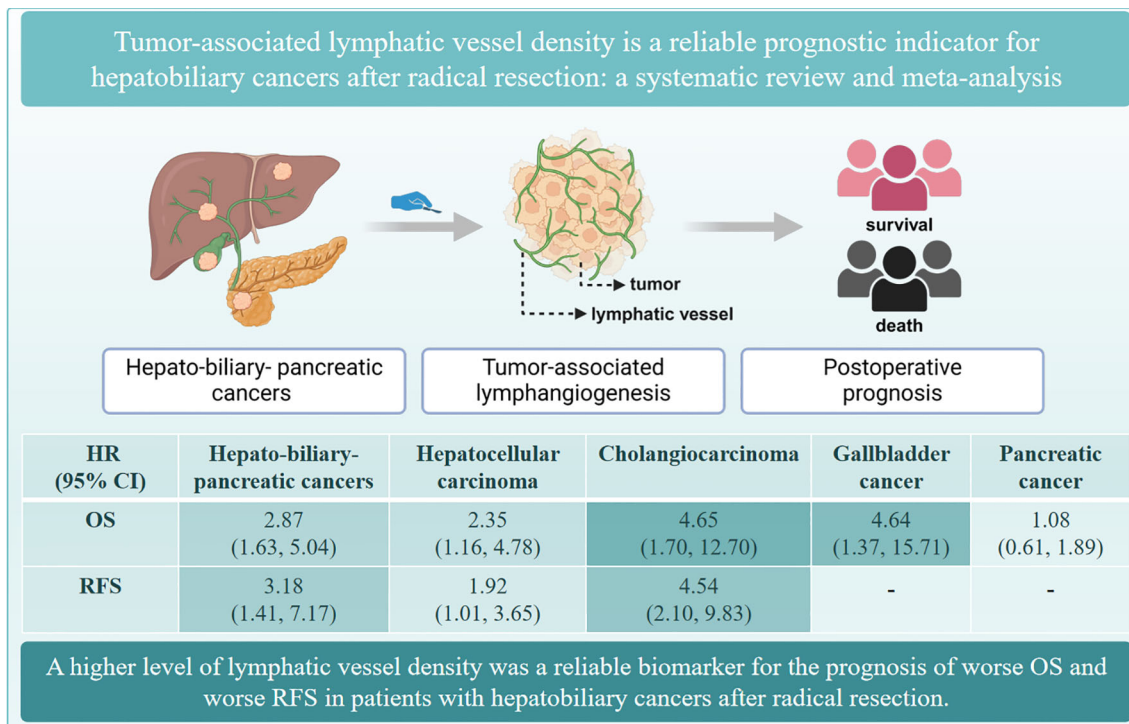 Tumor-associated lymphatic vessel density is a reliable prognostic indicator for
hepatobiliary cancers after radical resection: a systematic review and meta-analysis
survival
tumor
lymphatic vessel
death
Hepato-biliary- pancreatic
cancers
Tumor-associated
lymphangiogenesis
Postoperative
prognosis
HR
(95% CI)
Hepato-biliary-
pancreatic cancers
Hepatocellular
carcinoma
Cholangiocarcinoma
Gallbladder
cancer
Pancreatic
cancer
OS
2.87
(1.63, 5.04)
2.35
(1.16, 4.78)
4.65
(1.70, 12.70)
4.64
(1.37, 15.71)
1.08
(0.61, 1.89)
RFS
3.18
(1.41, 7.17)
1.92
(1.01, 3.65)
4.54
(2.10, 9.83)
-
-
A higher level of lymphatic vessel density was a reliable biomarker for the prognosis of worse OS and
worse RFS in patients with hepatobiliary cancers after radical resection.